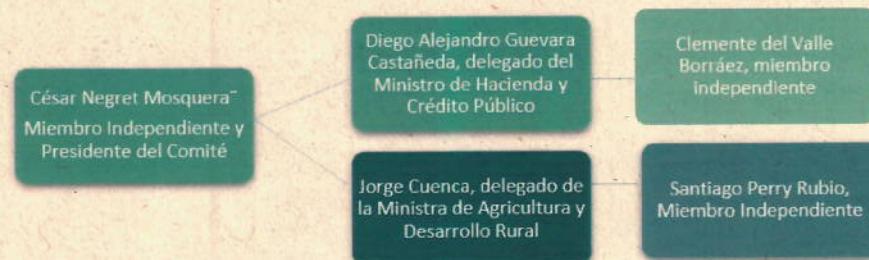 César Negret Mosquera¨
Miembro Independiente y
Presidente del Comité
Diego Alejandro Guevara
Castañeda, delegado del
Ministro de Hacienda y
Crédito Público
Clemente del Valle
Borráez, miembro
independiente
Jorge Cuenca, delegado de
la Ministra de Agricultura y
Desarrollo Rural
Santiago Perry Rubio,
Miembro Independiente